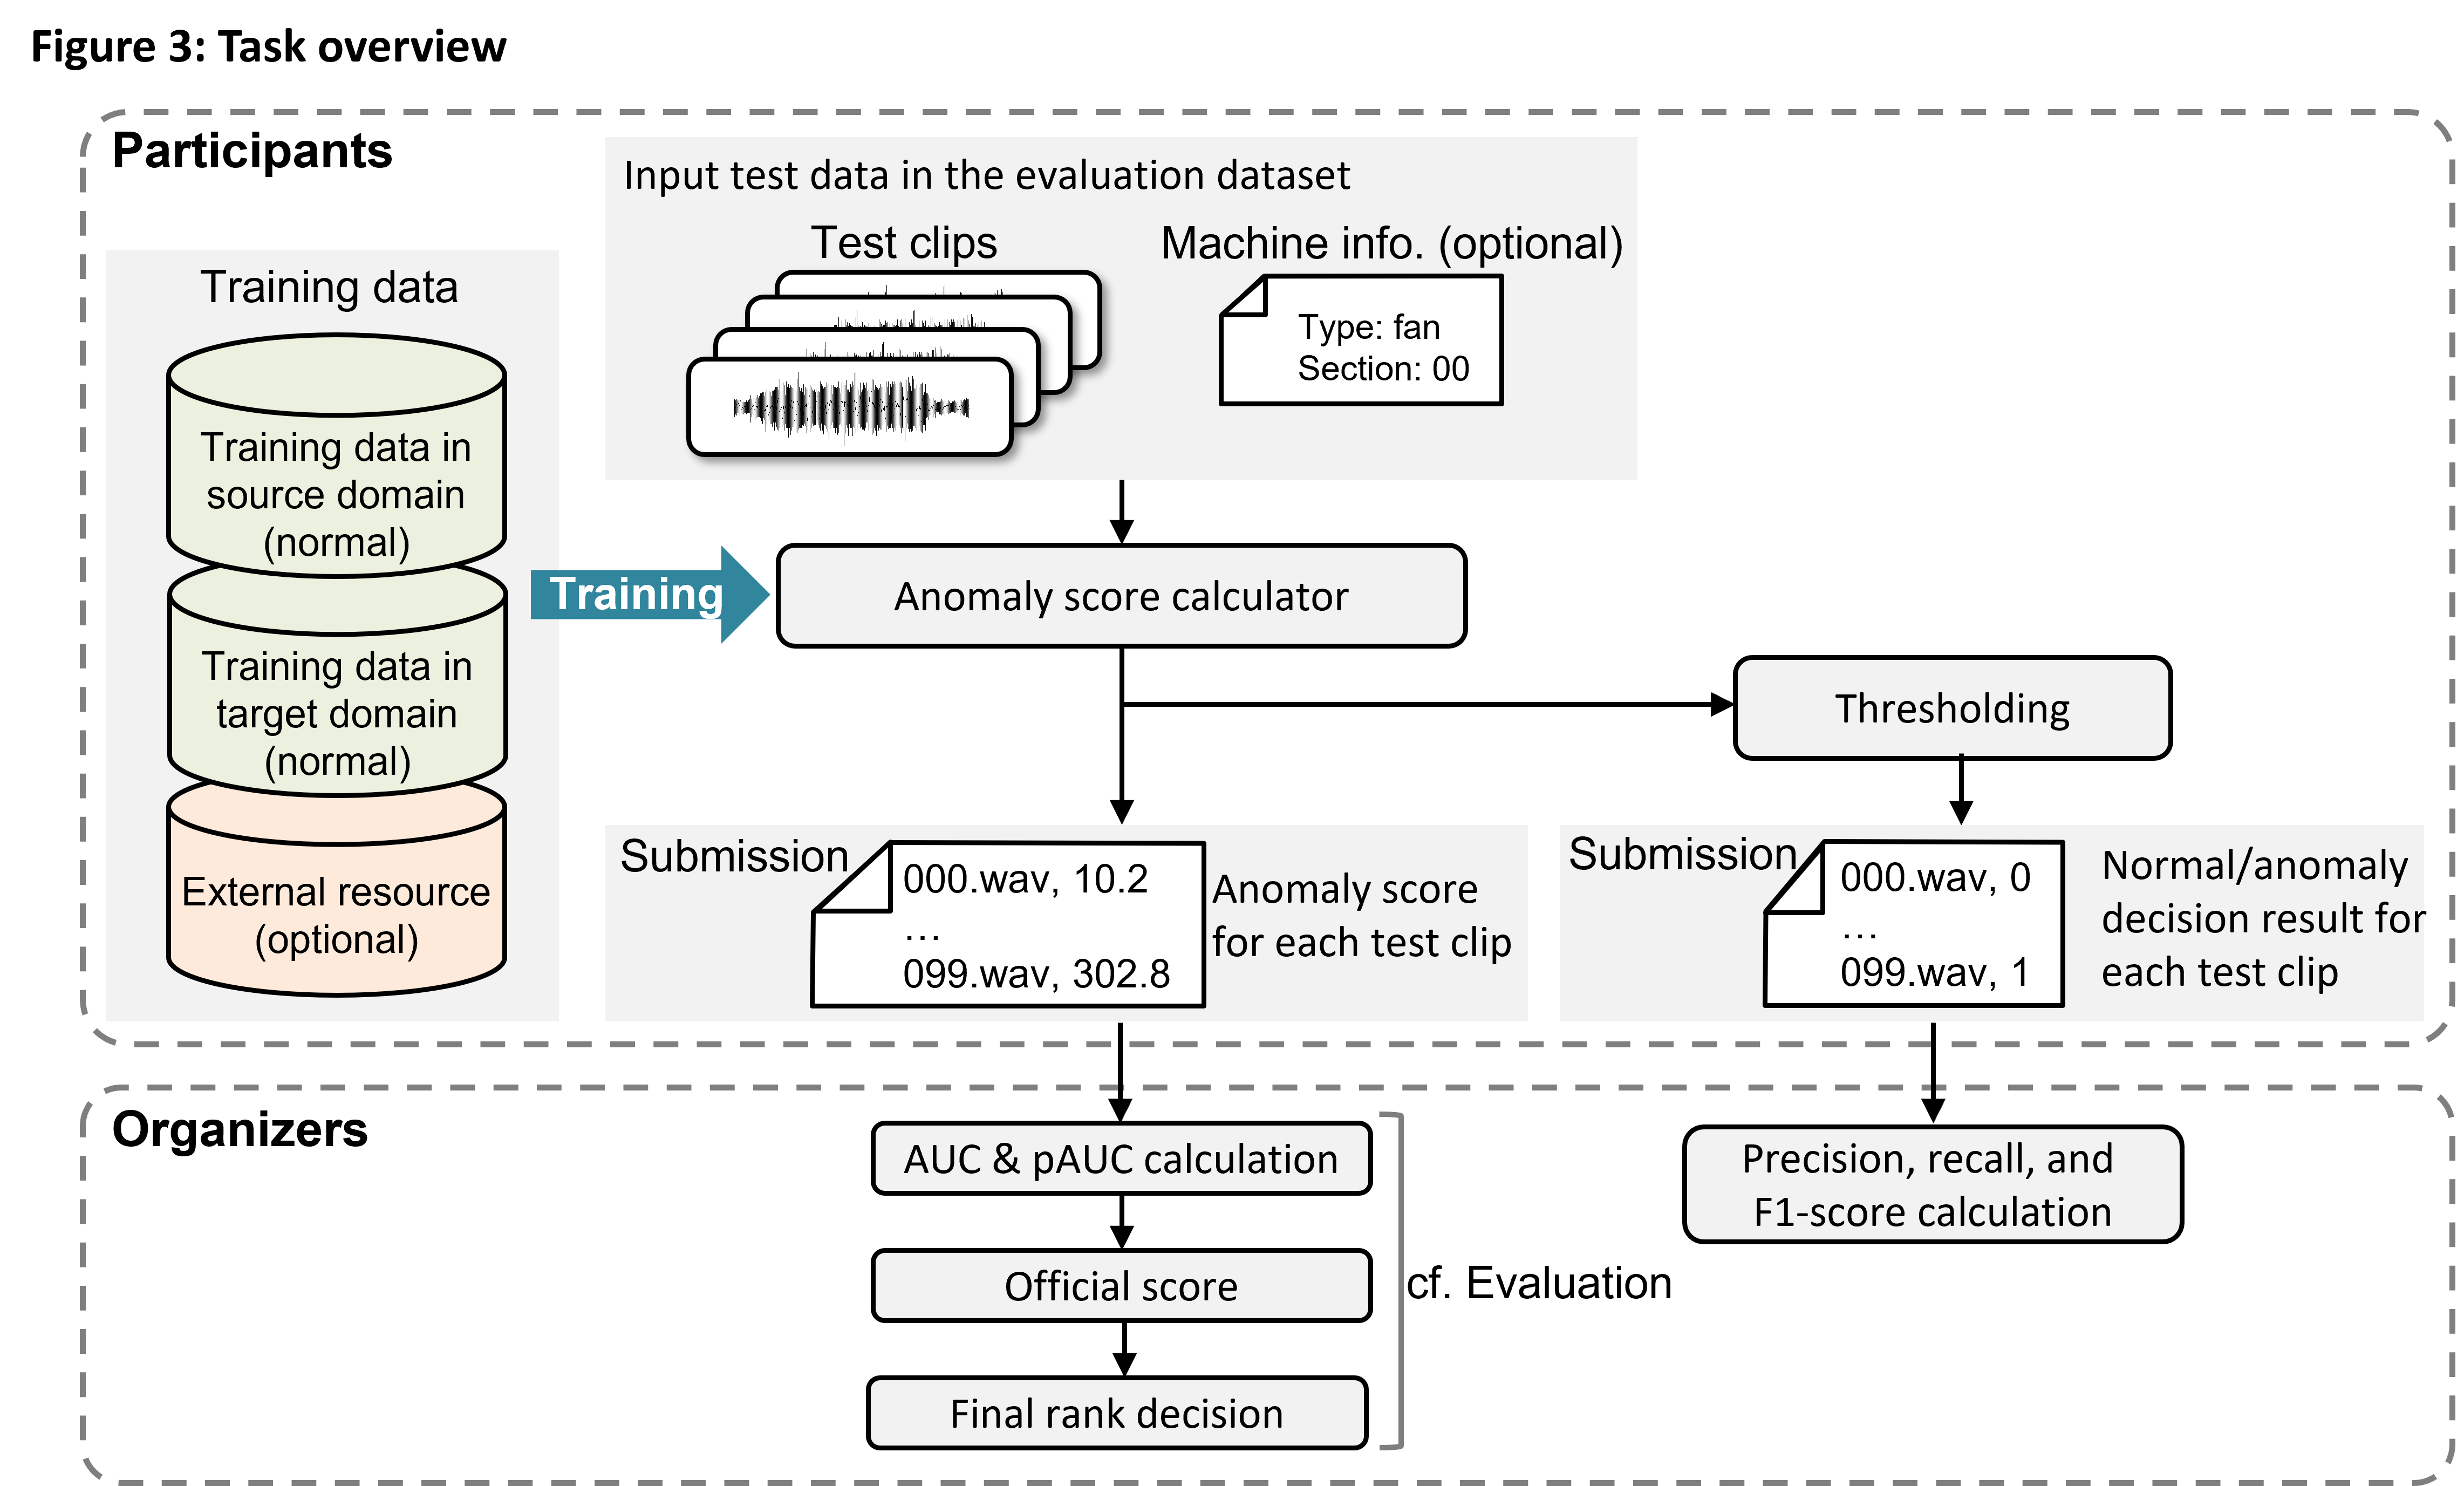 Figure 3: Task overview
Participants
Training data
Training data in
source domain
(normal)
Training data in
target domain
(normal)
External resource
(optional)
Training
Input test data in the evaluation dataset
Test clips
Machine info. (optional)
Type: fan
Section: 00
Anomaly score calculator
Thresholding
Submission
000.wav, 10.2
...
099.wav, 302.8
Anomaly score
for each test clip
Submission
000.wav, 0
...
099.wav, 1
Normal/anomaly
decision result for
each test clip
Organizers
AUC & pAUC calculation
Official score
Final rank decision
cf. Evaluation
Precision, recall, and
F1-score calculation